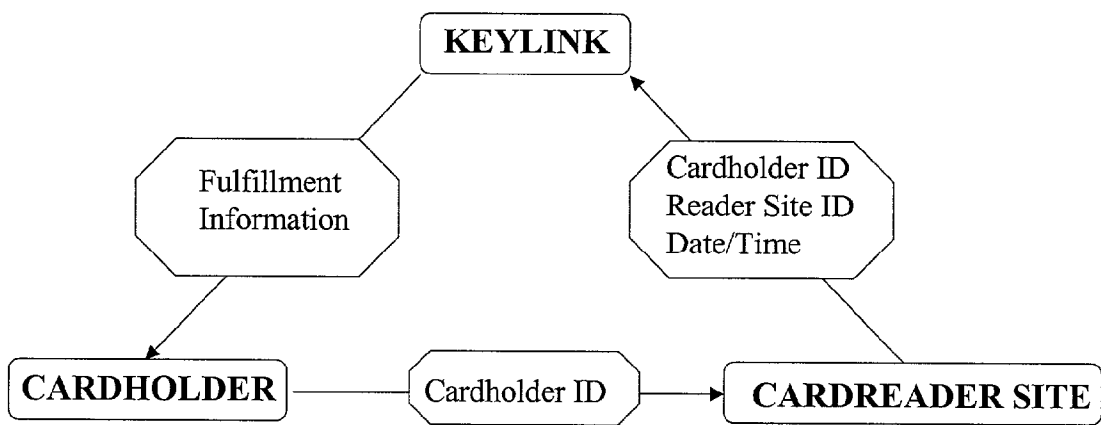 KEYLINK
Fulfillment
Information
Cardholder ID
Reader Site ID
Date/Time
CARDHOLDER
Cardholder ID
CARDREADER SITE